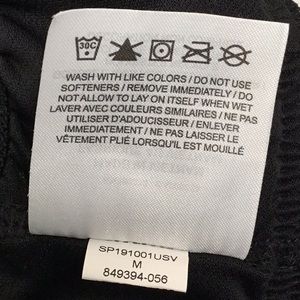 30C
WASH WITH LIKE COLORS / DO NOT USE
SOFTENERS / REMOVE IMMEDIATELY / DO
NOT ALLOW TO LAY ON ITSELF WHEN WET
LAVER AVEC COULEURS SIMILAIRES / NE PAS
UTILISER D'ADOUCISSEUR / ENLEVER
IMMEDIATEMENT / NE PAS LAISSER LE
VÊTEMENT PLIÉ LORSQU'IL EST MOUILLÉ
SP191001USV
M
849394-056